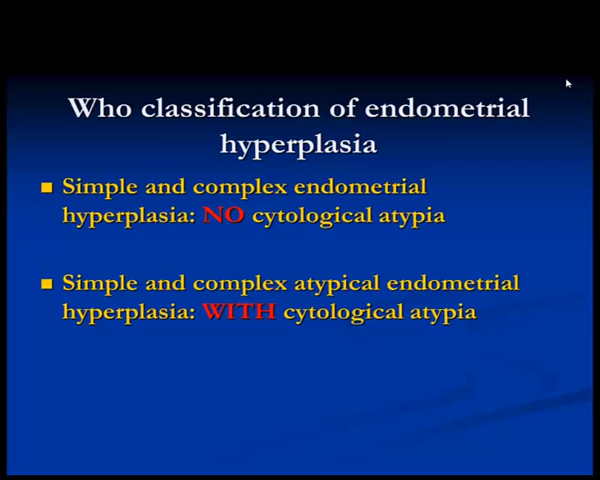 Who classification of endometrial
hyperplasia
Simple and complex endometrial
hyperplasia: NO cytological atypia
Simple and complex atypical endometrial
hyperplasia: WITH cytological atypia